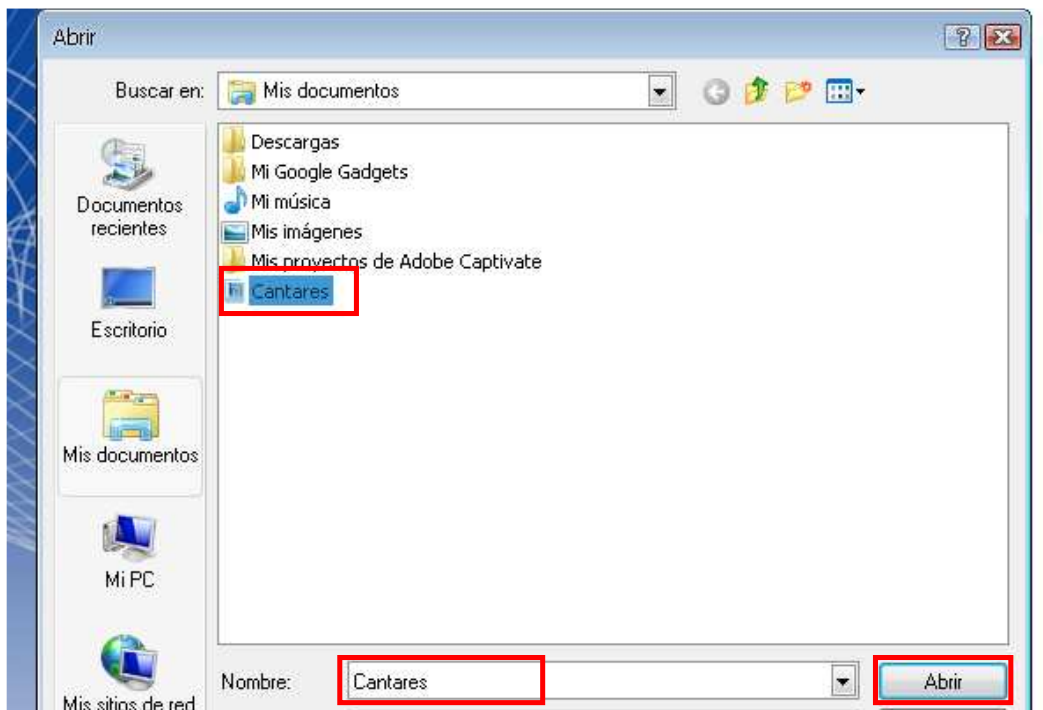 Abrir
Buscar en:
Mis documentos
Descargas
Mi Google Gadgets
Mi música
Mis imágenes
Mis proyectos de Adobe Captivate
Cantares
Documentos
recientes
Escritorio
Mis documentos
Mi PC
Mis sitios de red
Nombre:
Cantares
Abrir